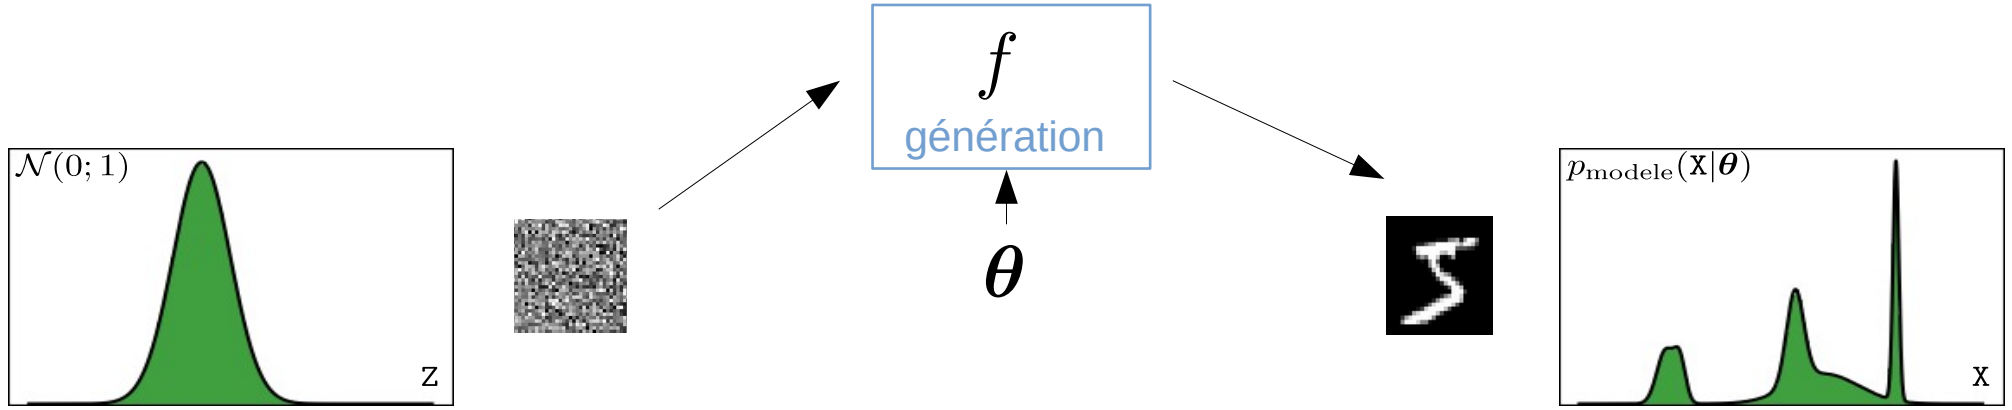 𝒩(0; 1)
z
f
génération
θ
p_modele(x|θ)
x